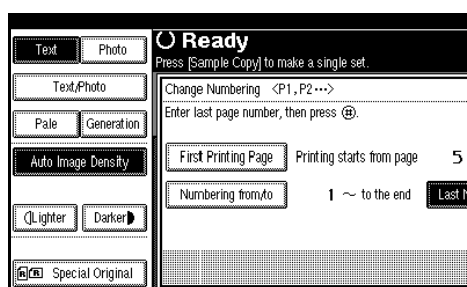 Text Photo
Text/Photo
Pale Generation
Auto Image Density
Lighter Darker
Special Original
Ready
Press [Sample Copy] to make a single set.
Change Numbering <P1,P2···>
Enter last page number, then press (#).
First Printing Page Printing starts from page 5
Numbering from/to 1 ~ to the end Last N